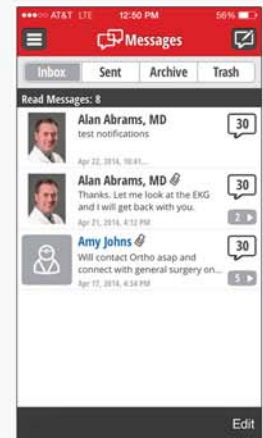 AT&T LTE 12:50 PM 56%
Messages
Inbox Sent Archive Trash
Read Messages: 8
Alan Abrams, MD
30
test notifications
Apr 22, 2014, 10:41...
Alan Abrams, MD
30
Thanks. Let me look at the EKG
and I will get back with you.
Apr 21, 2014, 4:12 PM
2
Amy Johns
30
Will contact Ortho asap and
connect with general surgery on...
Apr 17, 2014, 4:34 PM
5
Edit